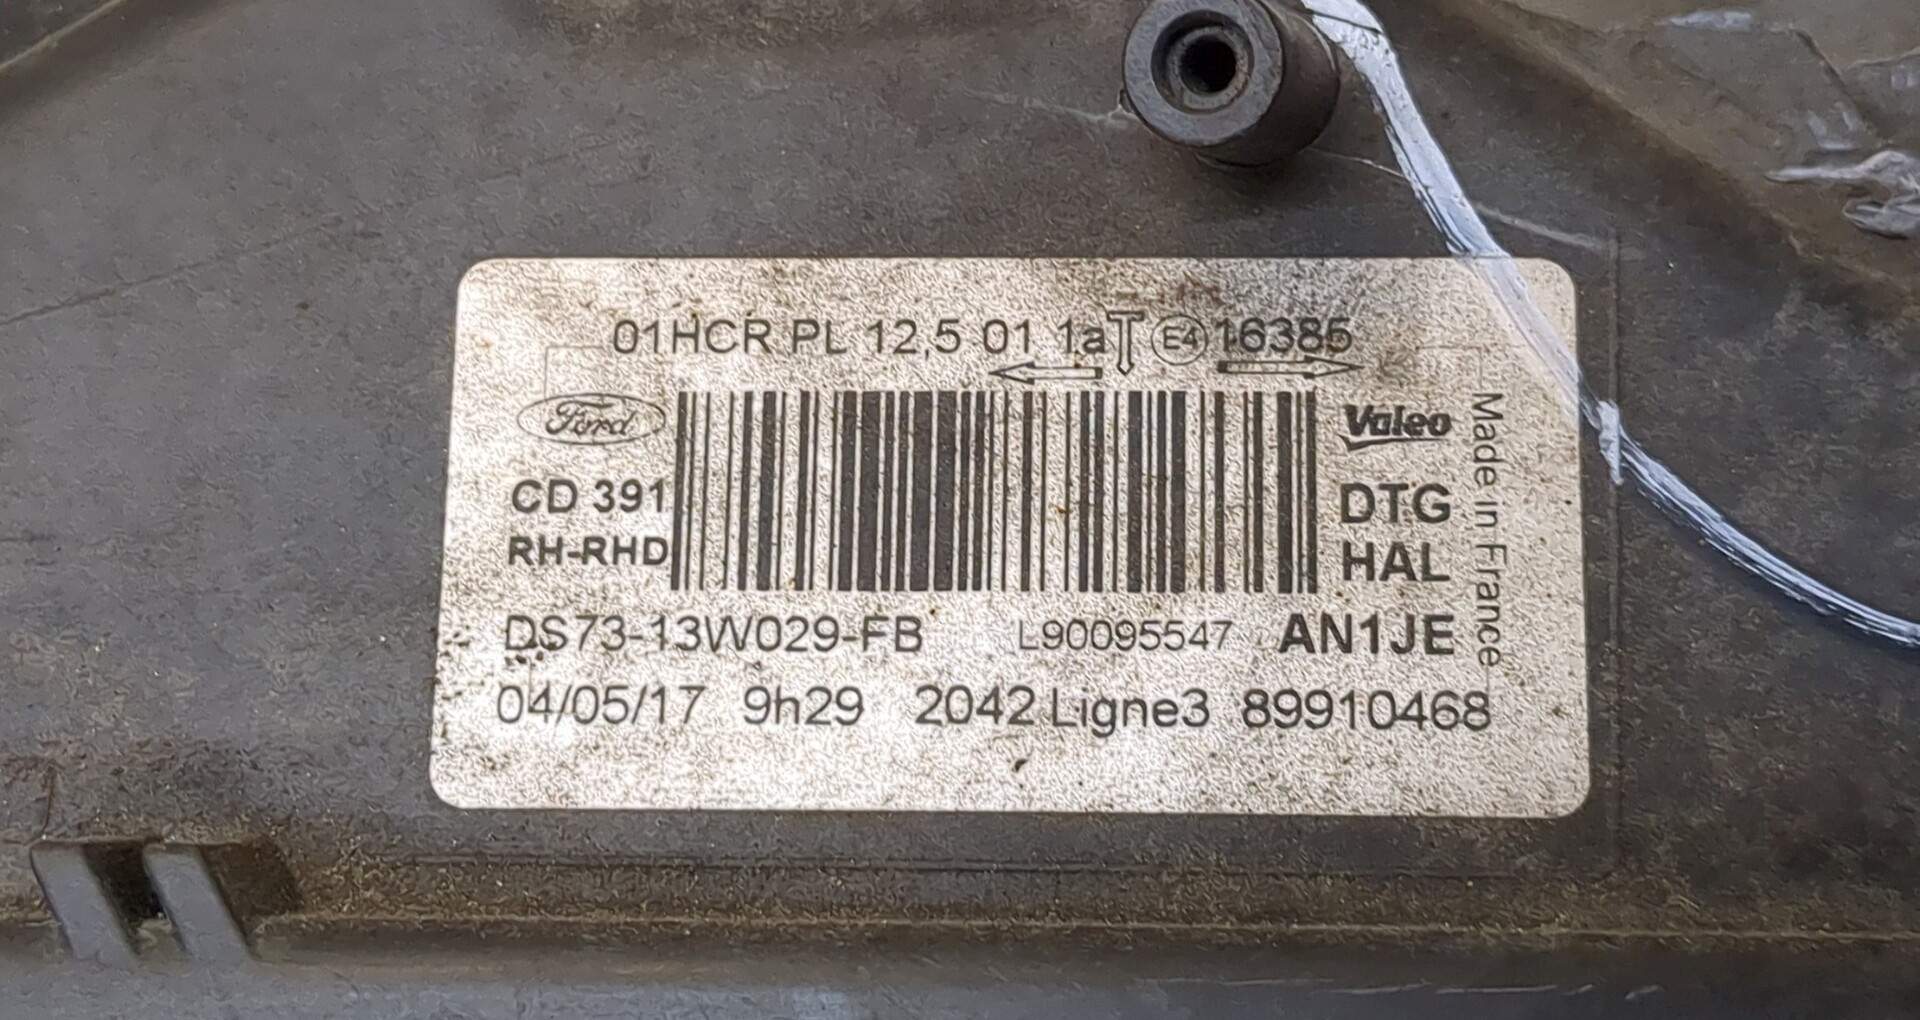 01HCR PL 12,5 01 1a E4 16385
Ford
Valeo
CD 391
DTG
RH-RHD
HAL
Made in France
DS73-13W029-FB L90095547 AN1JE
04/05/17 9h29 2042 Ligne3 89910468